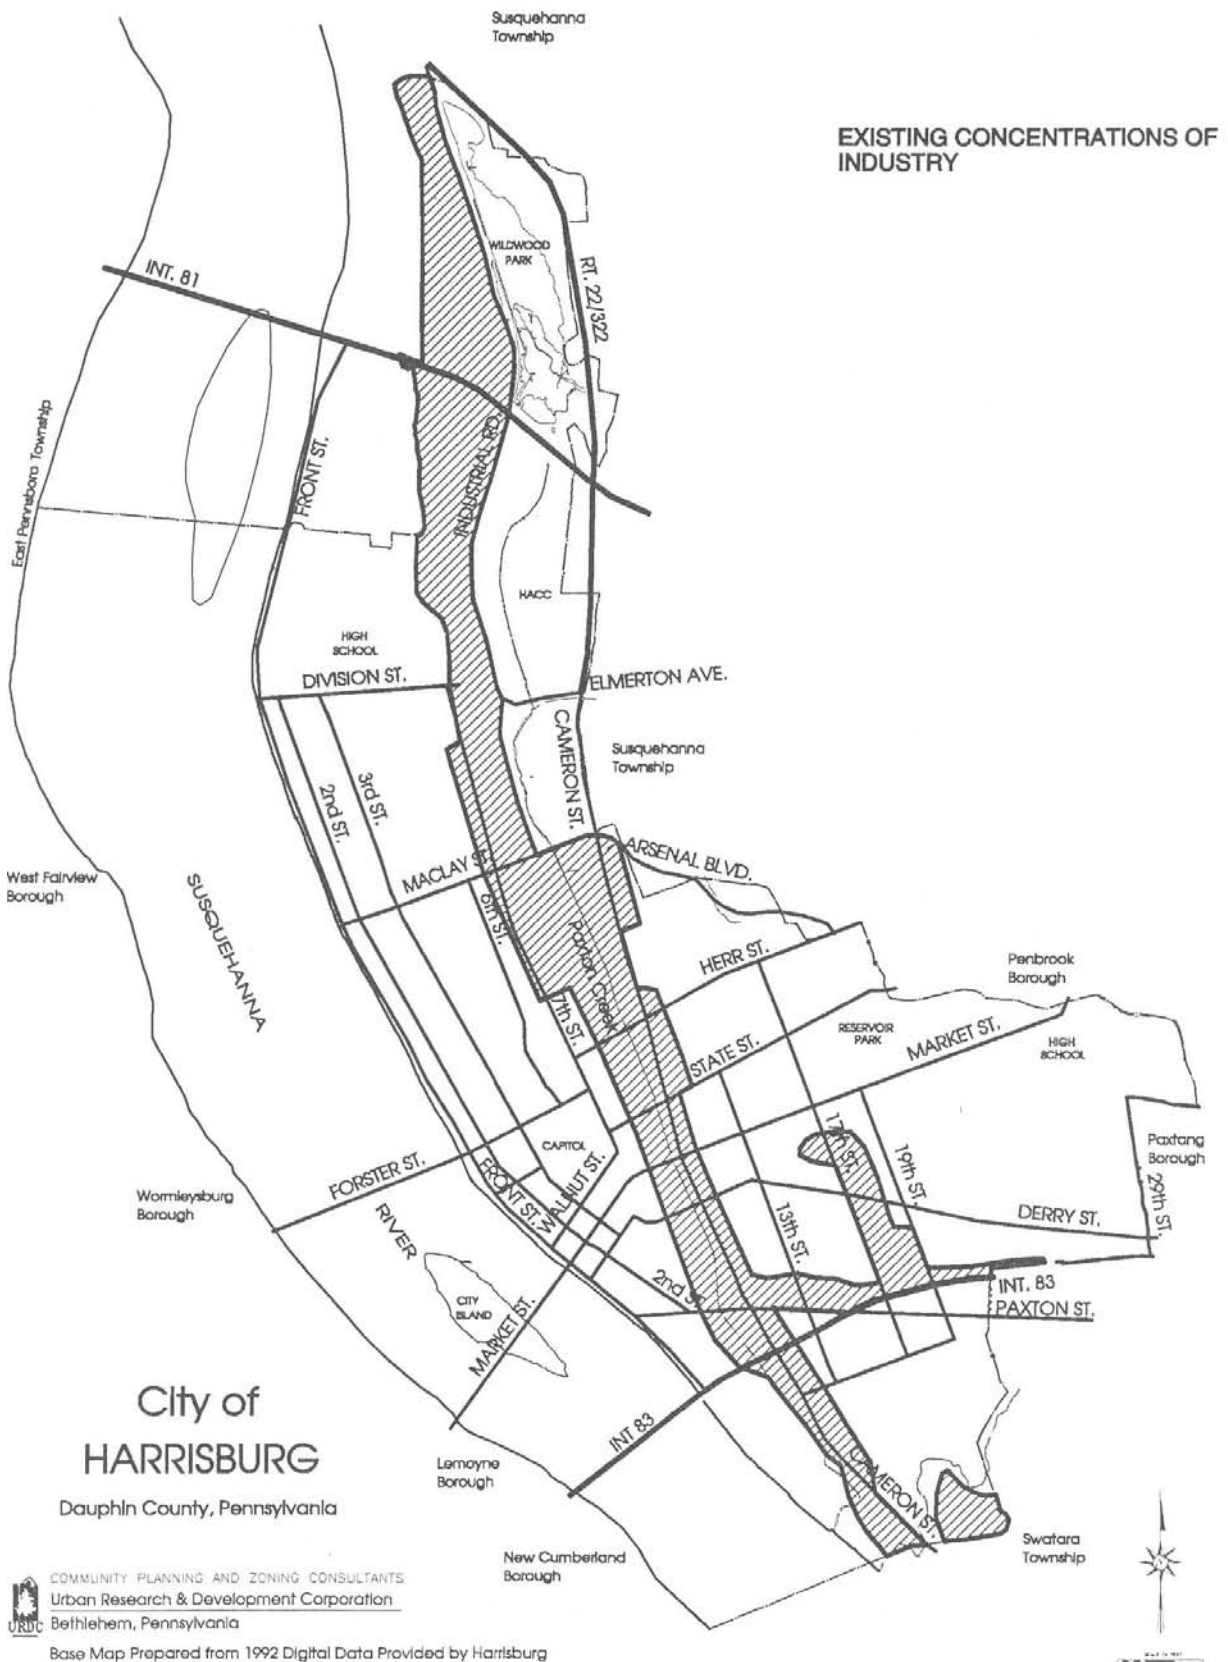 Susquehanna
Township
EXISTING CONCENTRATIONS OF
INDUSTRY
WILDWOOD
PARK
INT. 81
RT. 22/322
East Pennsboro Township
FRONT ST.
INDUSTRIAL RD.
HACC
HIGH
SCHOOL
DIVISION ST.
ELMERTON AVE.
CAMERON ST.
Susquehanna
Township
3rd ST.
2nd ST.
ARSENAL BLVD.
MACLAY ST.
West Fairview
Borough
SUSQUEHANNA
6th ST.
Paxton Creek
HERR ST.
Penbrook
Borough
7th ST.
RESERVOIR
PARK
MARKET ST.
HIGH
SCHOOL
STATE ST.
CAPITOL
17th ST.
19th ST.
Paxtang
Borough
FORSTER ST.
FRONT ST.
WALNUT ST.
29th ST.
Wormleysburg
Borough
RIVER
13th ST.
DERRY ST.
2nd ST.
INT. 83
CITY
ISLAND
PAXTON ST.
MARKET ST.
City of
HARRISBURG
Dauphin County, Pennsylvania
INT 83
Lemoyne
Borough
CAMERON ST.
New Cumberland
Borough
Swatara
Township
COMMUNITY PLANNING AND ZONING CONSULTANTS
Urban Research & Development Corporation
URDC
Bethlehem, Pennsylvania
Base Map Prepared from 1992 Digital Data Provided by Harrisburg